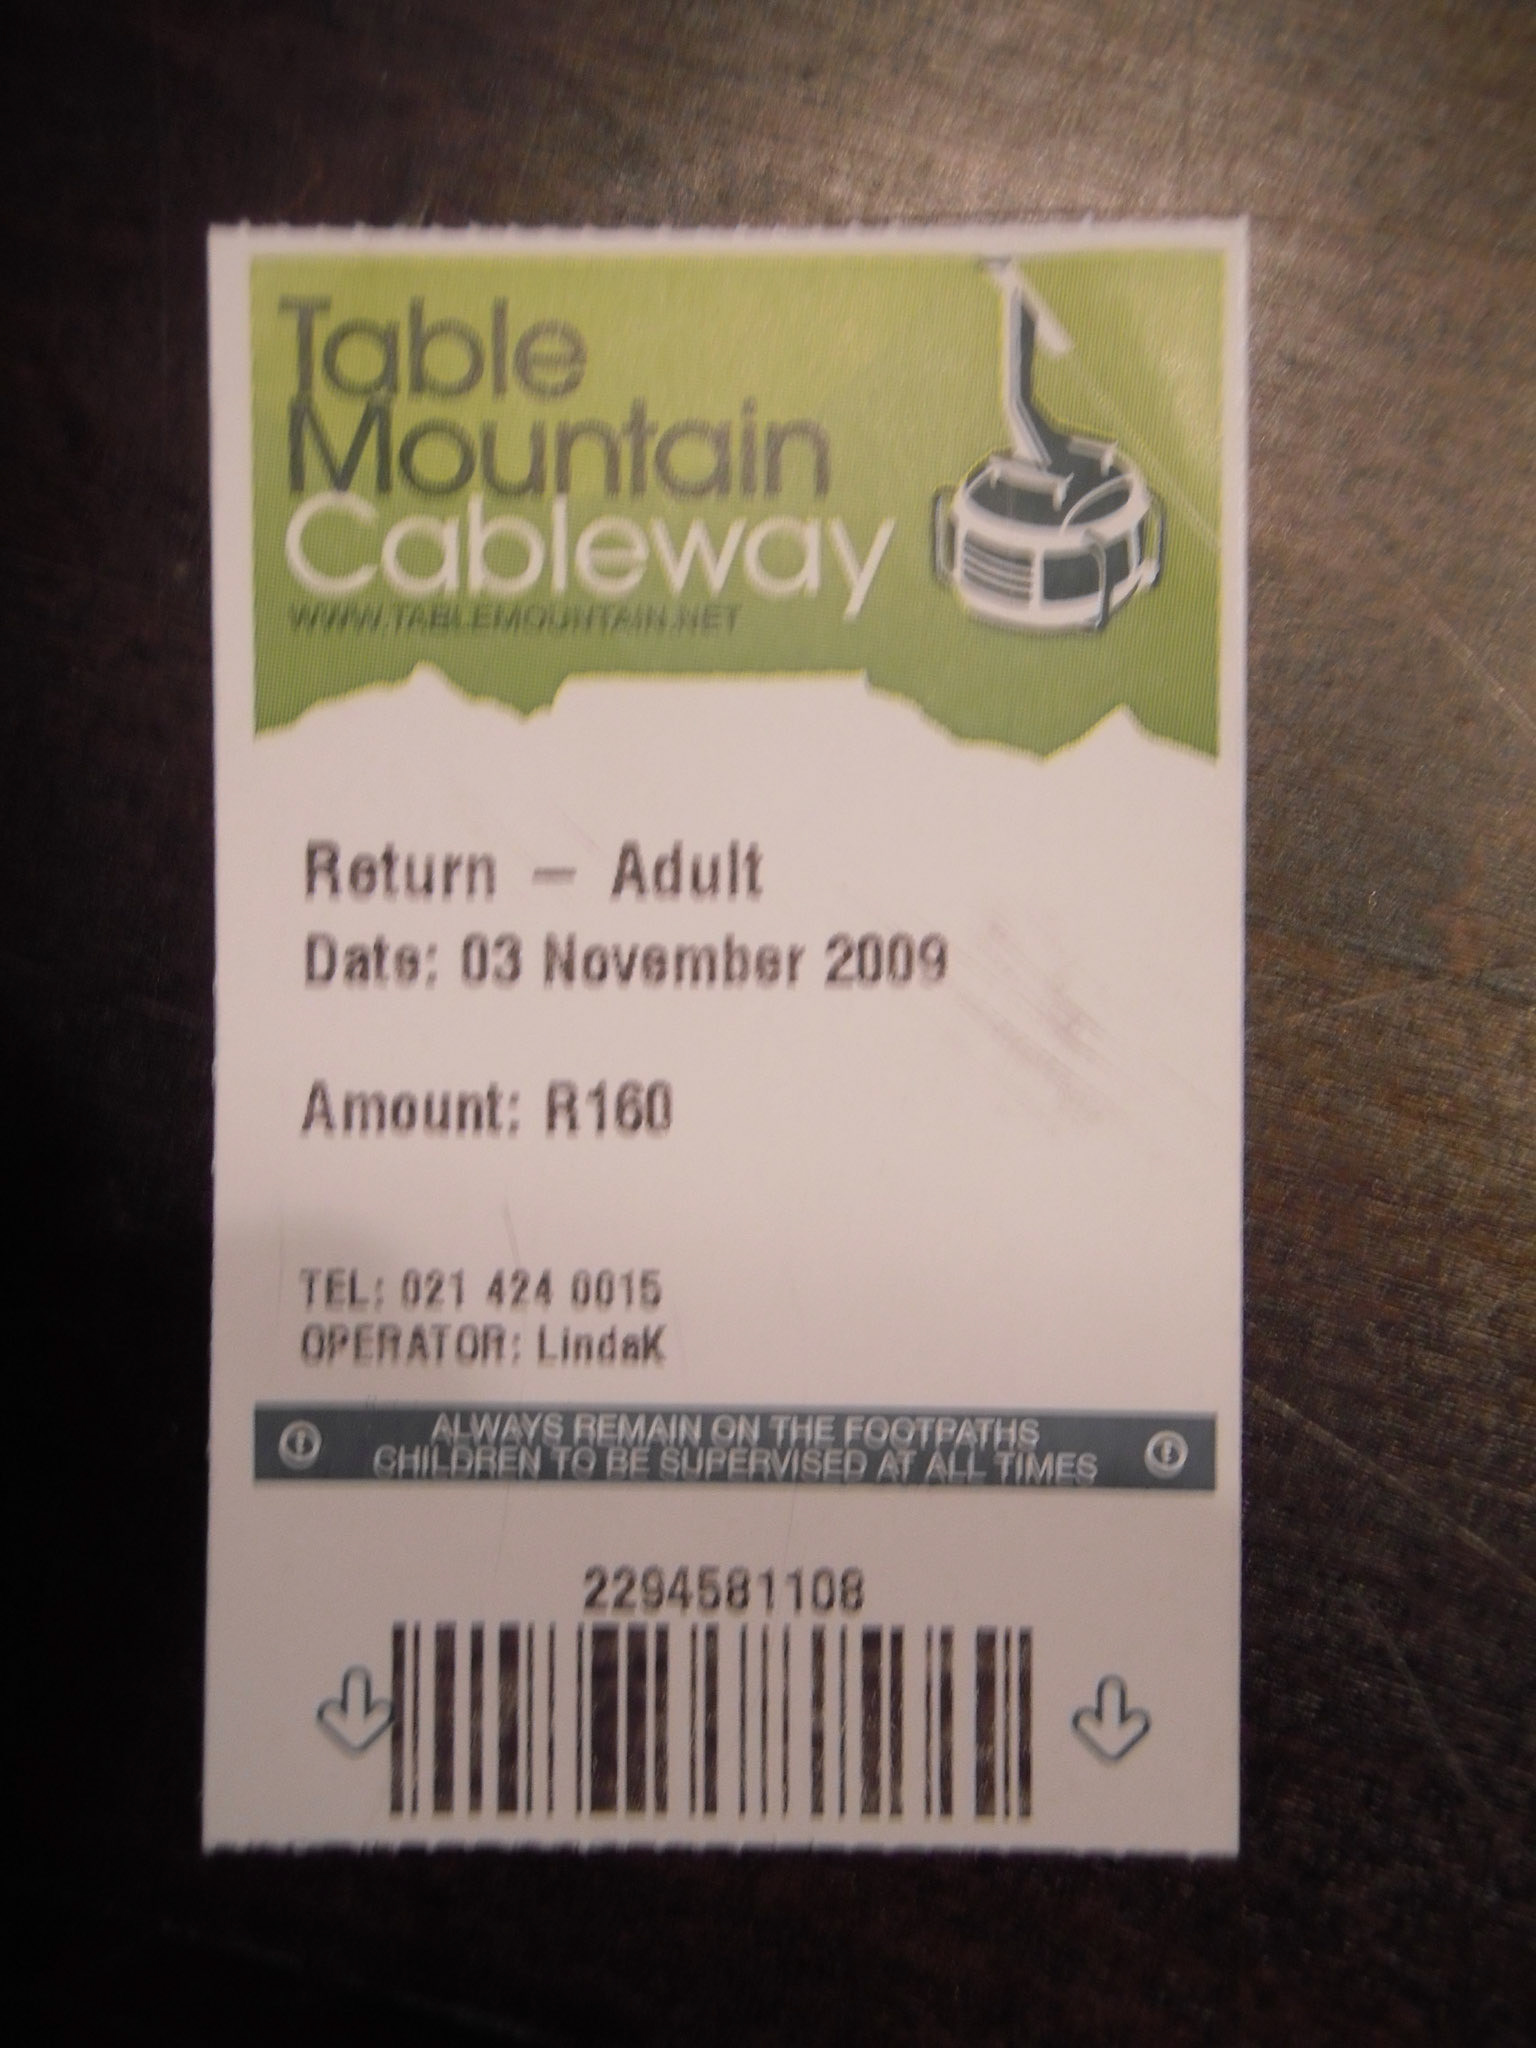 Table
Mountain
Cableway
WWW.TABLEMOUNTAIN.NET
Return – Adult
Date: 03 November 2009
Amount: R160
TEL: 021 424 0015
OPERATOR: LindaK
ALWAYS REMAIN ON THE FOOTPATHS
CHILDREN TO BE SUPERVISED AT ALL TIMES
2294581108